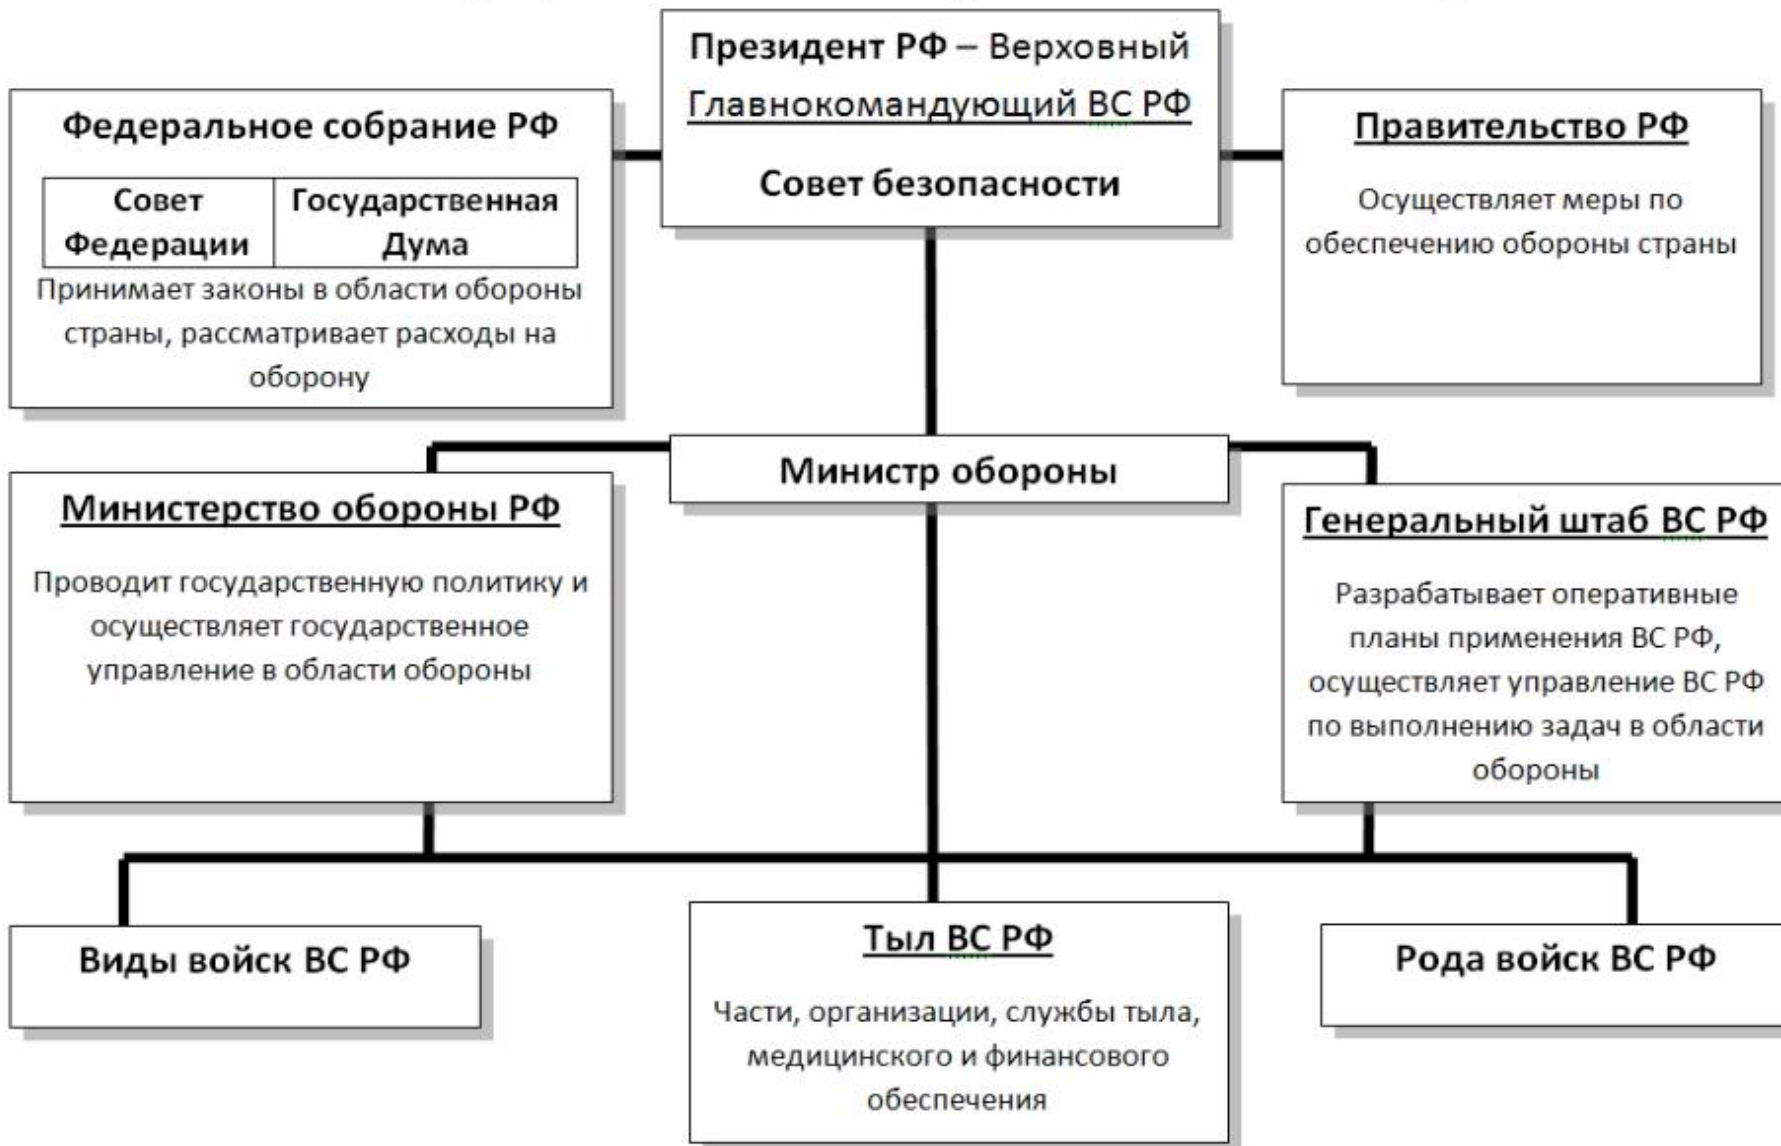 Президент РФ – Верховный
Главнокомандующий ВС РФ
Совет безопасности
Федеральное собрание РФ
Совет
Федерации
Государственная
Дума
Принимает законы в области обороны
страны, рассматривает расходы на
оборону
Правительство РФ
Осуществляет меры по
обеспечению обороны страны
Министр обороны
Министерство обороны РФ
Проводит государственную политику и
осуществляет государственное
управление в области обороны
Генеральный штаб ВС РФ
Разрабатывает оперативные
планы применения ВС РФ,
осуществляет управление ВС РФ
по выполнению задач в области
обороны
Виды войск ВС РФ
Тыл ВС РФ
Части, организации, службы тыла,
медицинского и финансового
обеспечения
Рода войск ВС РФ